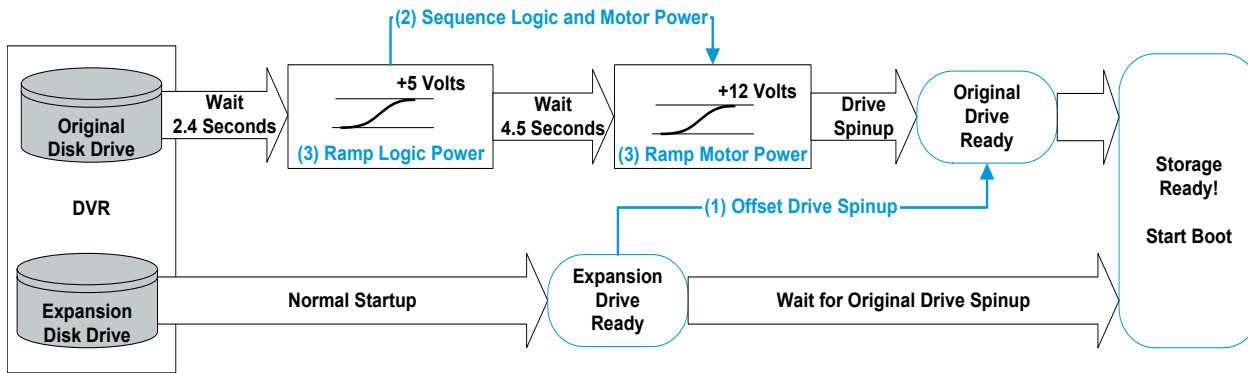 (2) Sequence Logic and Motor Power
Original
Disk Drive
Wait
2.4 Seconds
+5 Volts
(3) Ramp Logic Power
Wait
4.5 Seconds
+12 Volts
(3) Ramp Motor Power
Drive
Spinup
Original
Drive
Ready
Storage
Ready!
Start Boot
DVR
(1) Offset Drive Spinup
Expansion
Disk Drive
Normal Startup
Expansion
Drive
Ready
Wait for Original Drive Spinup